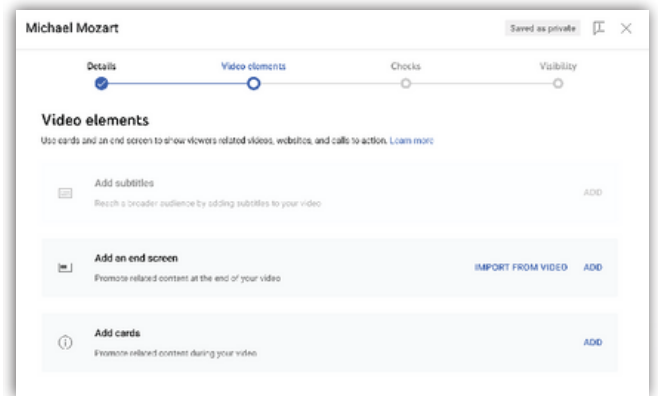 Michael Mozart
Saved as private
Details Video elements Checks Visibility
Video elements
Use cards and an end screen to show viewers related videos, websites, and calls to action. Learn more
Add subtitles
ADD
Reach a broader audience by adding subtitles to your video
Add an end screen
IMPORT FROM VIDEO ADD
Promote related content at the end of your video
Add cards
ADD
Promote related content during your video